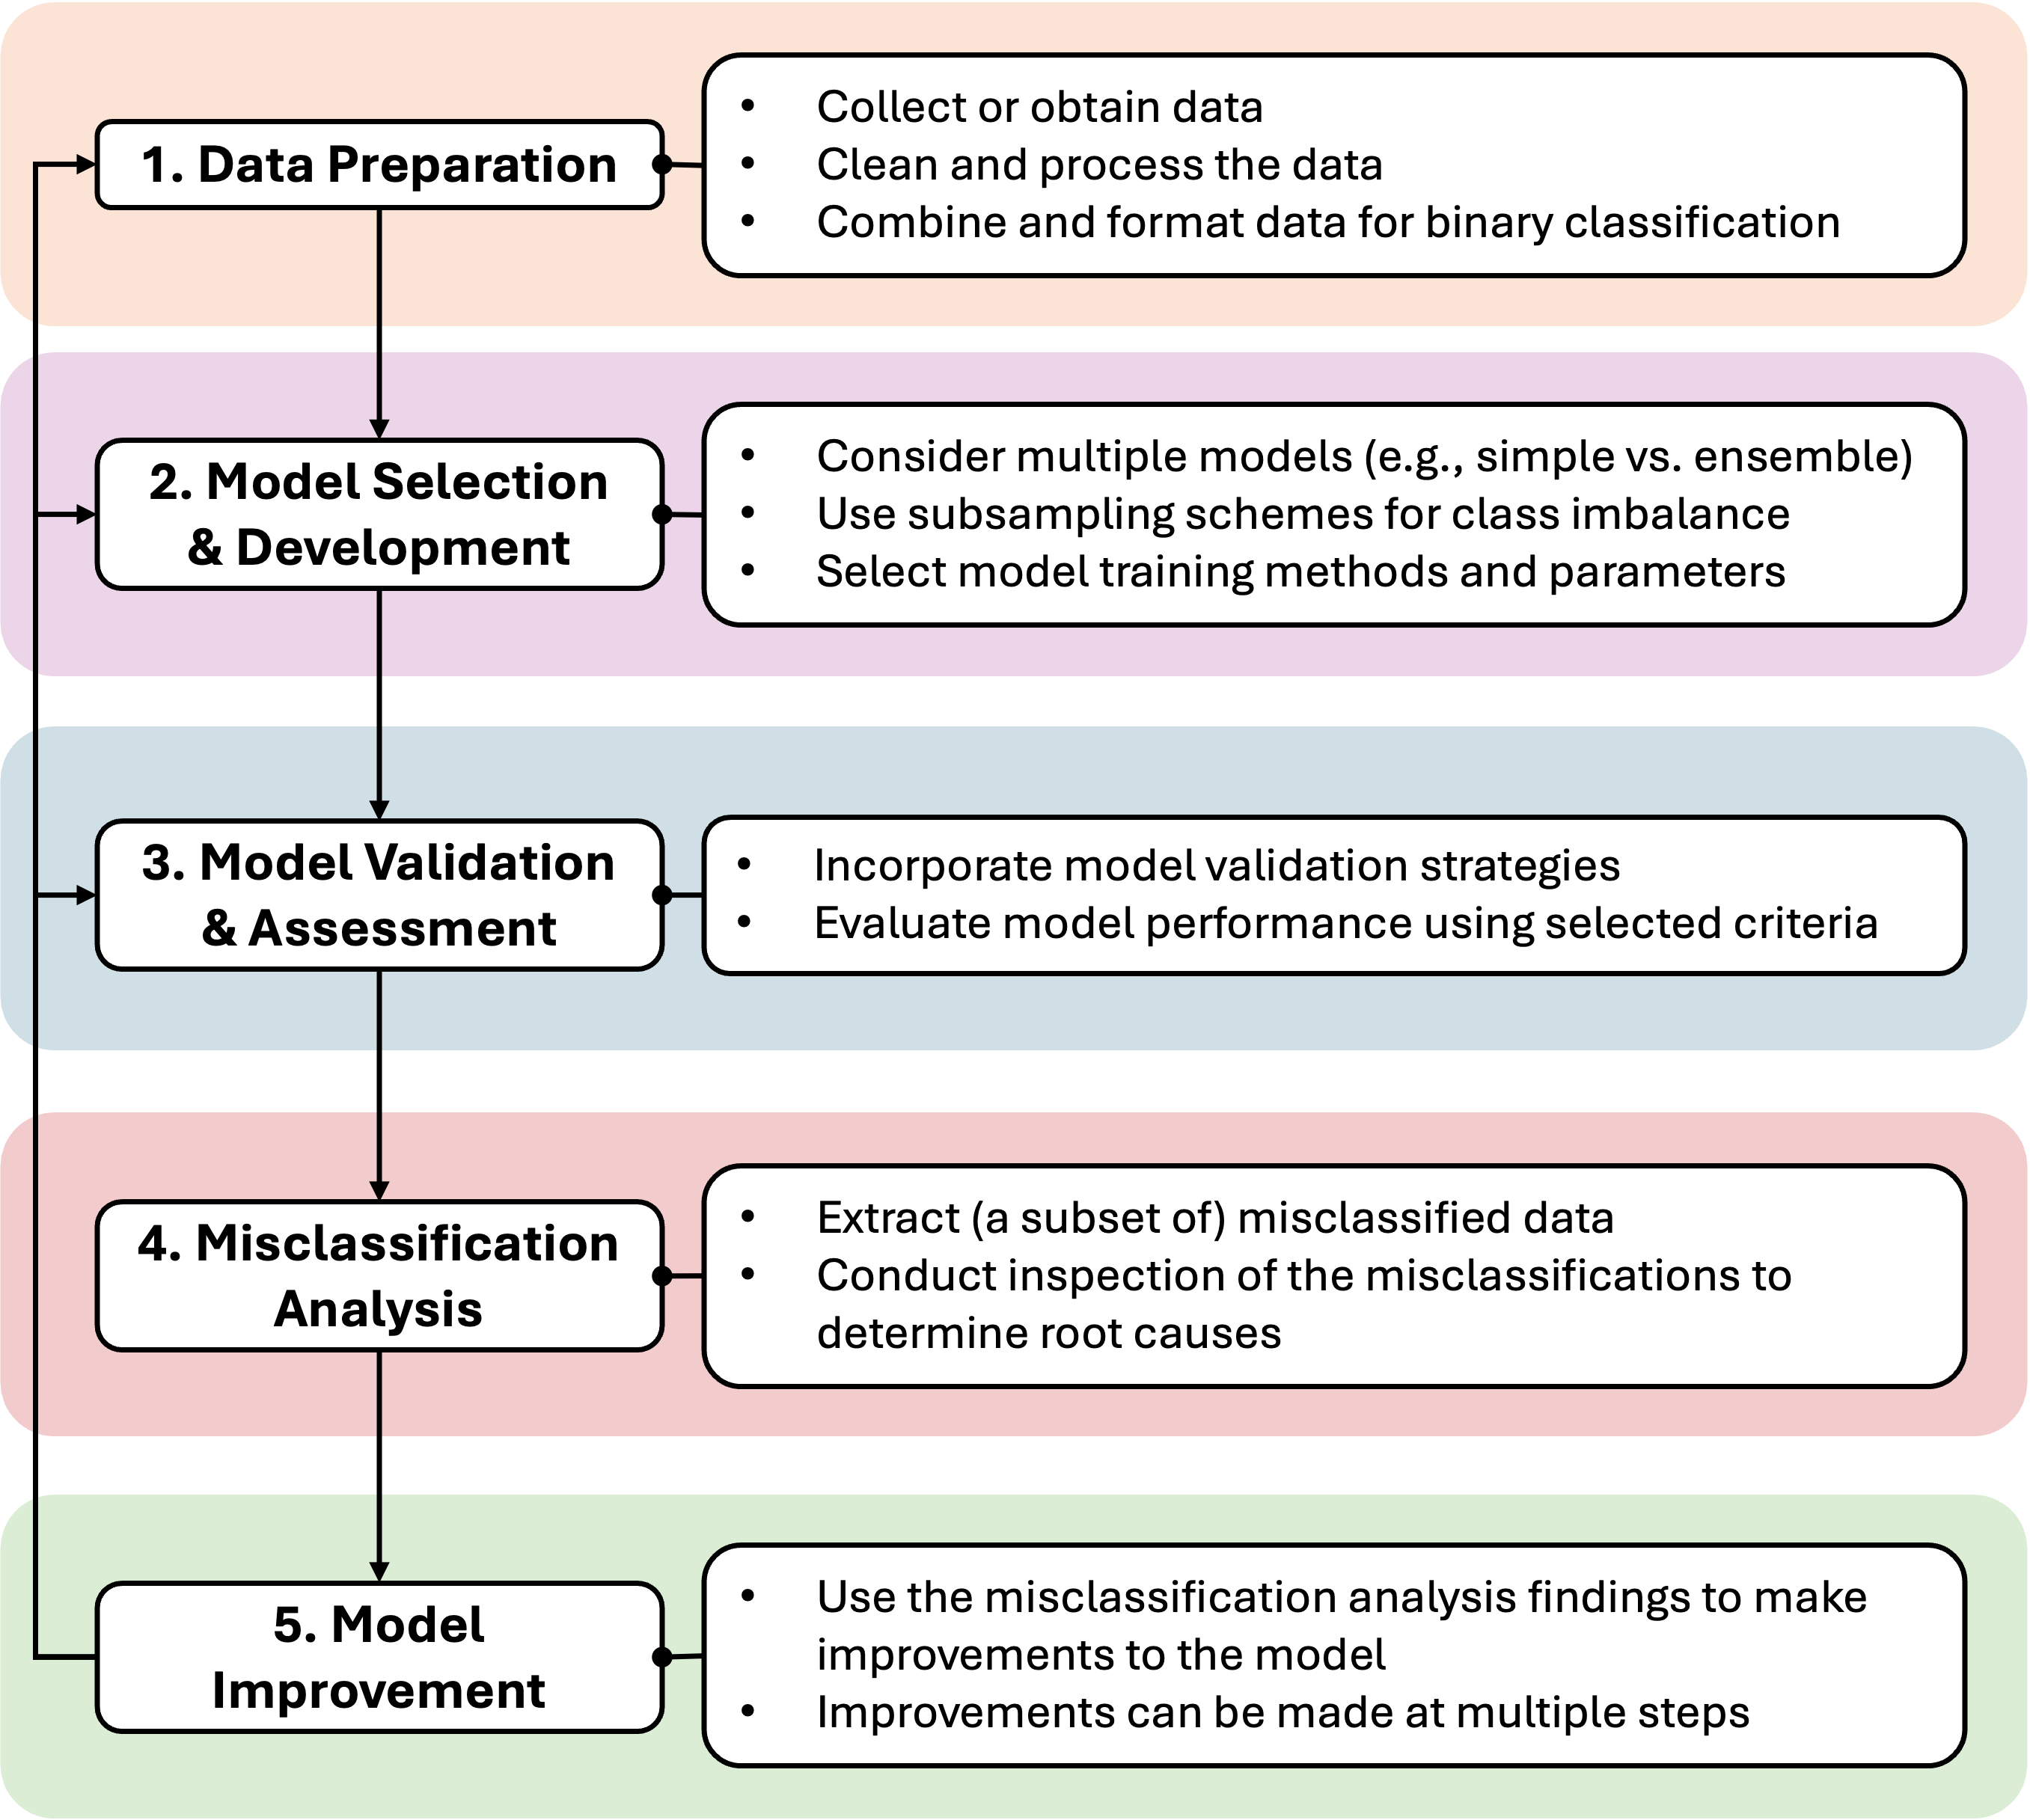 1. Data Preparation
• Collect or obtain data
• Clean and process the data
• Combine and format data for binary classification
2. Model Selection
& Development
• Consider multiple models (e.g., simple vs. ensemble)
• Use subsampling schemes for class imbalance
• Select model training methods and parameters
3. Model Validation
& Assessment
• Incorporate model validation strategies
• Evaluate model performance using selected criteria
4. Misclassification
Analysis
• Extract (a subset of) misclassified data
• Conduct inspection of the misclassifications to
determine root causes
5. Model
Improvement
• Use the misclassification analysis findings to make
improvements to the model
• Improvements can be made at multiple steps